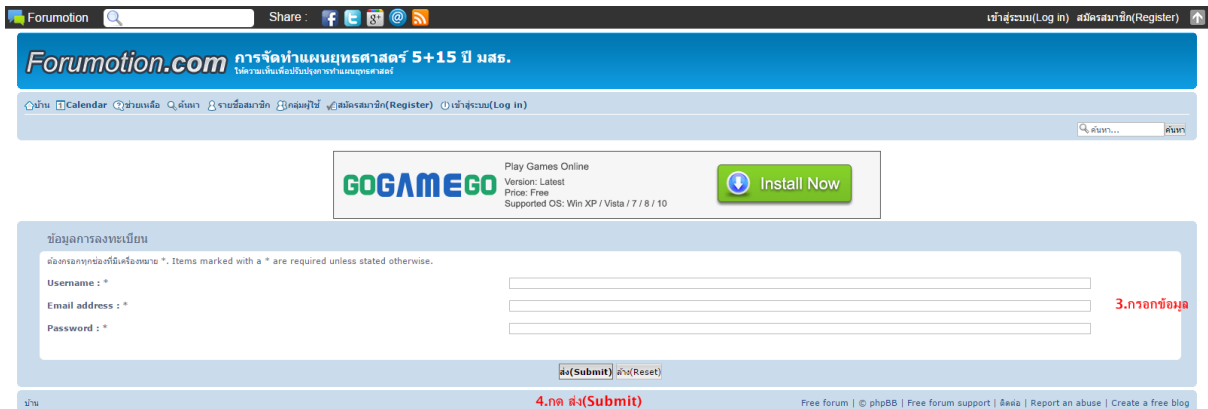 Forumotion Share : เข้าสู่ระบบ(Log in) สมัครสมาชิก(Register)
Forumotion.com การจัดทำแผนยุทธศาสตร์ 5+15 ปี มสธ.
ให้ความเห็นเพื่อปรับปรุงการทำแผนยุทธศาสตร์
บ้าน Calendar ช่วยเหลือ ค้นหา รายชื่อสมาชิก กลุ่มผู้ใช้ สมัครสมาชิก(Register) เข้าสู่ระบบ(Log in)
ค้นหา... ค้นหา
GOGAMEGO
Play Games Online
Version: Latest
Price: Free
Supported OS: Win XP / Vista / 7 / 8 / 10
Install Now
ข้อมูลการลงทะเบียน
ต้องกรอกทุกช่องที่มีเครื่องหมาย *. Items marked with a * are required unless stated otherwise.
Username : *
Email address : * 3.กรอกข้อมูล
Password : *
ส่ง(Submit) ล้าง(Reset)
บ้าน 4.กด ส่ง(Submit) Free forum | © phpBB | Free forum support | ติดต่อ | Report an abuse | Create a free blog